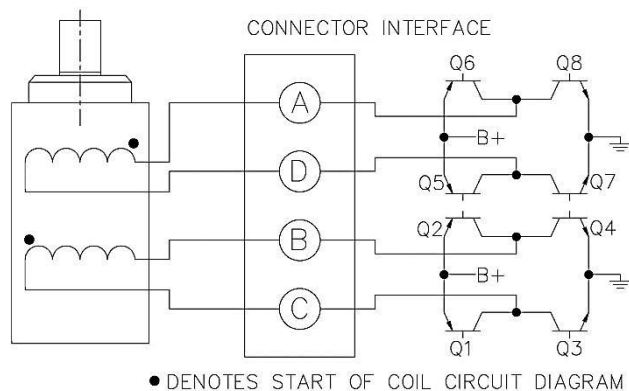 CONNECTOR INTERFACE
Q6 Q8
A
B+
D
Q5 Q7
Q2 Q4
B
B+
C
Q1 Q3
DENOTES START OF COIL CIRCUIT DIAGRAM